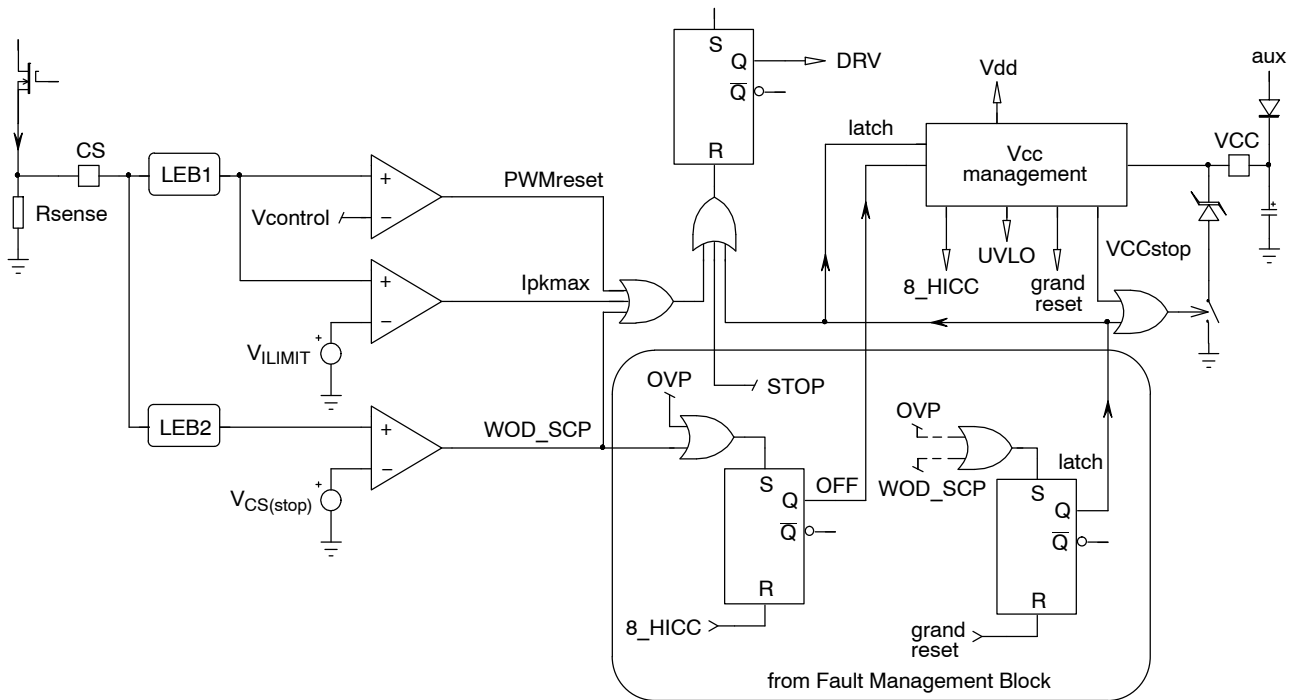 S
Q
DRV
Q
R
Vdd
aux
latch
VCC
Vcc
management
CS
LEB1
+
−
PWMreset
Rsense
Vcontrol
VCCstop
UVLO
8_HICC
grand
reset
+
−
Ipkmax
+
VILIMIT
OVP
STOP
LEB2
+
−
WOD_SCP
OVP
WOD_SCP
latch
+
VCS(stop)
S
Q
OFF
Q
R
8_HICC
S
Q
Q
R
grand
reset
+
from Fault Management Block